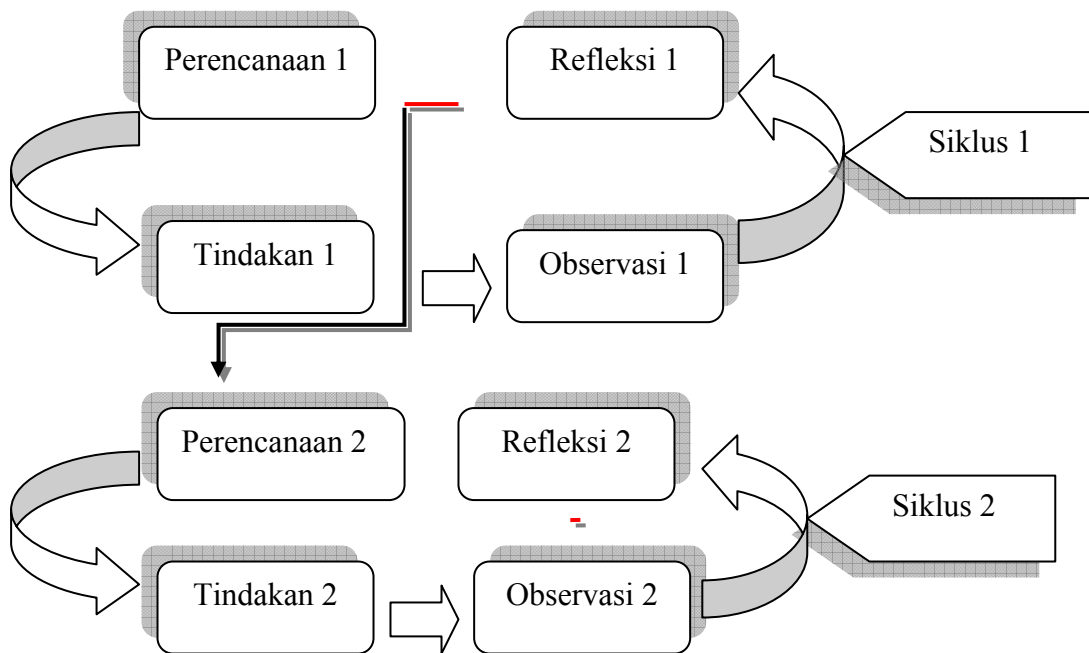 Perencanaan 1
Refleksi 1
Siklus 1
Tindakan 1
Observasi 1
Perencanaan 2
Refleksi 2
Siklus 2
Tindakan 2
Observasi 2